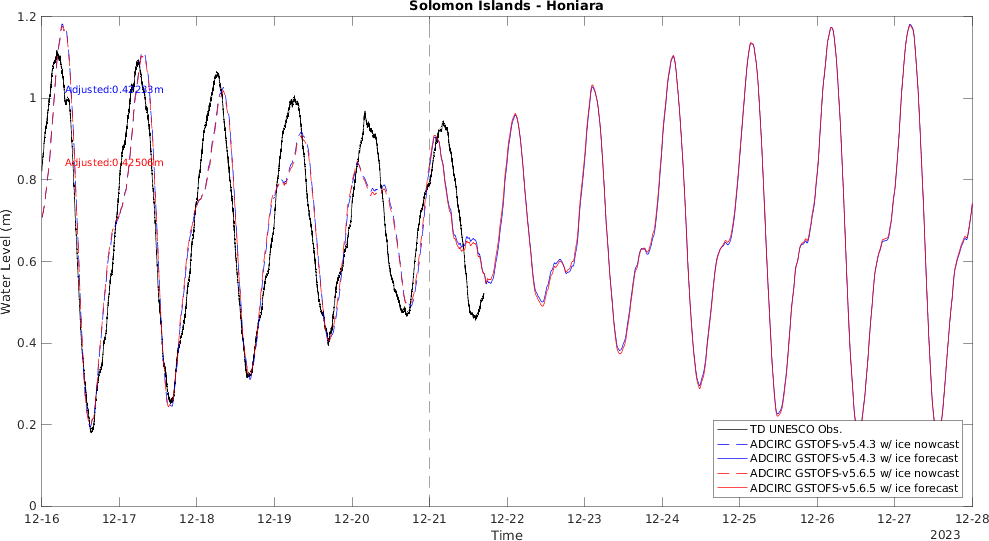 Solomon Islands - Honiara
1.2
1
0.8
0.6
0.4
0.2
0
Water Level (m)
Adjusted:0.42506m
12-16
12-17
12-18
12-19
12-20
12-21
12-22
12-23
12-24
12-25
12-26
12-27
12-28
Time
2023
TD UNESCO Obs.
ADCIRC GSTOFS-v5.4.3 w/ ice nowcast
ADCIRC GSTOFS-v5.4.3 w/ ice forecast
ADCIRC GSTOFS-v5.6.5 w/ ice nowcast
ADCIRC GSTOFS-v5.6.5 w/ ice forecast